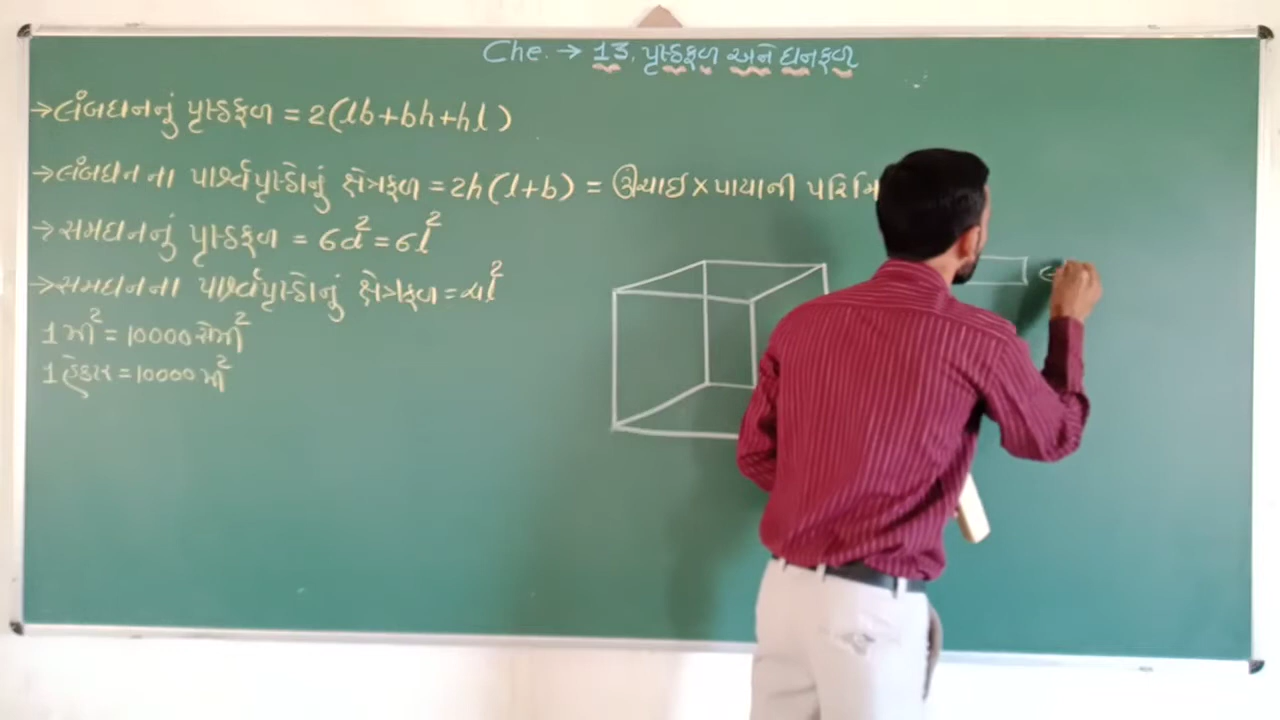 Che. → 13. પૃષ્ઠફળ અને ઘનફળ
→ લંબઘનનું પૃષ્ઠફળ = 2(lb+bh+hl)
→ લંબઘન ના પાર્શ્વપૃષ્ઠોનું ક્ષેત્રફળ = 2h(l+b) = ઊંચાઈ × પાયાની
→ સમઘનનું પૃષ્ઠફળ = 6a² = 6l²
→ સમઘનના પાર્શ્વપૃષ્ઠોનું ક્ષેત્રફળ = 4l²
1 મી² = 10000 સેમી²
1 હેક્ટર = 10000 મી²